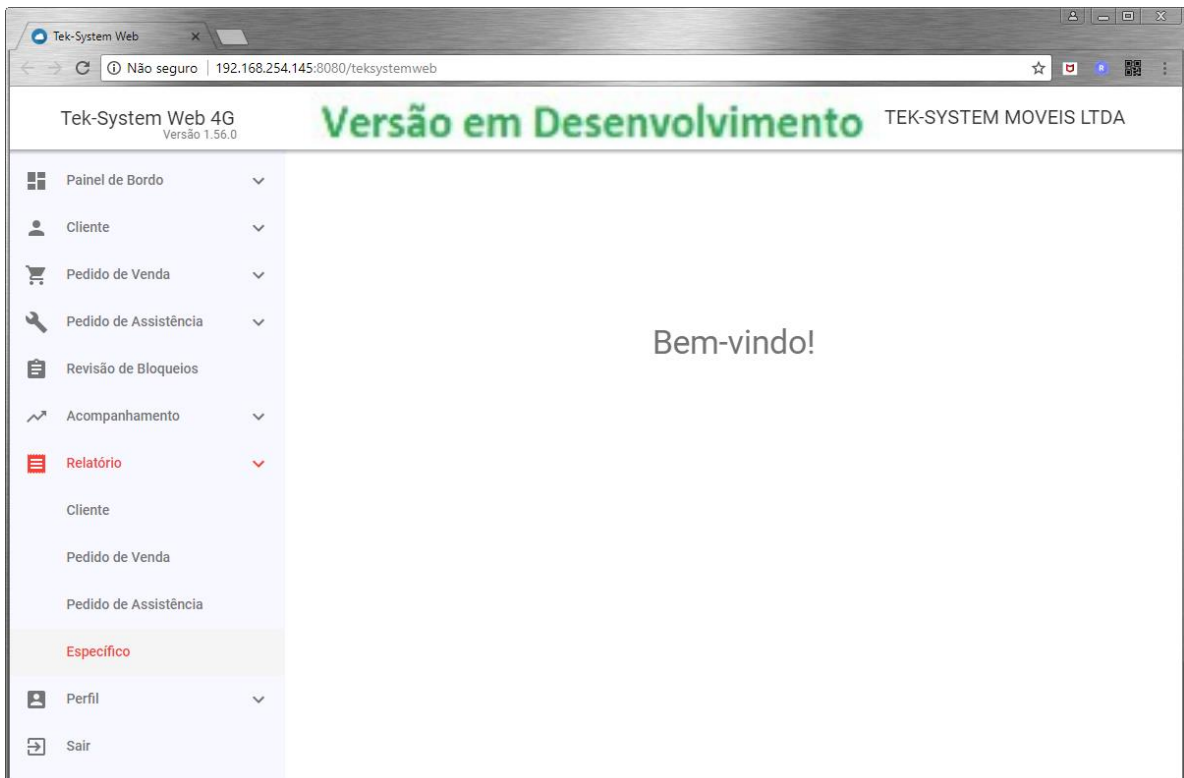 Tek-System Web
Não seguro | 192.168.254.145:8080/teksystemweb
Tek-System Web 4G
Versão 1.56.0
Versão em Desenvolvimento
TEK-SYSTEM MOVEIS LTDA
Painel de Bordo
Cliente
Pedido de Venda
Pedido de Assistência
Revisão de Bloqueios
Acompanhamento
Relatório
Cliente
Pedido de Venda
Pedido de Assistência
Específico
Perfil
Sair
Bem-vindo!